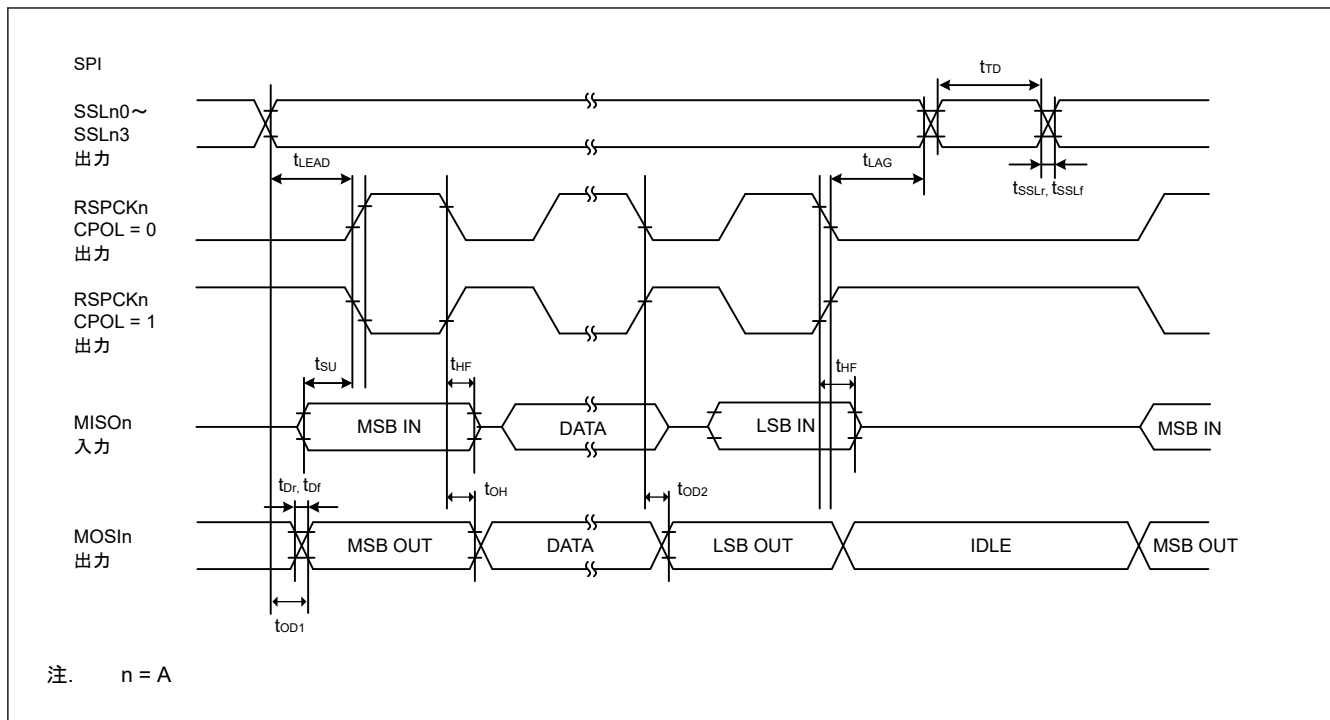 SPI
SSLn0～
SSLn3
出力
tTD
tLEAD
tLAG
tSSLr, tSSLf
RSPCKn
CPOL = 0
出力
RSPCKn
CPOL = 1
出力
tSU
tHF
tHF
MISOn
入力
MSB IN
DATA
LSB IN
MSB IN
tDr, tDf
tOH
tOD2
MOSIn
出力
MSB OUT
DATA
LSB OUT
IDLE
MSB OUT
tOD1
注. n = A